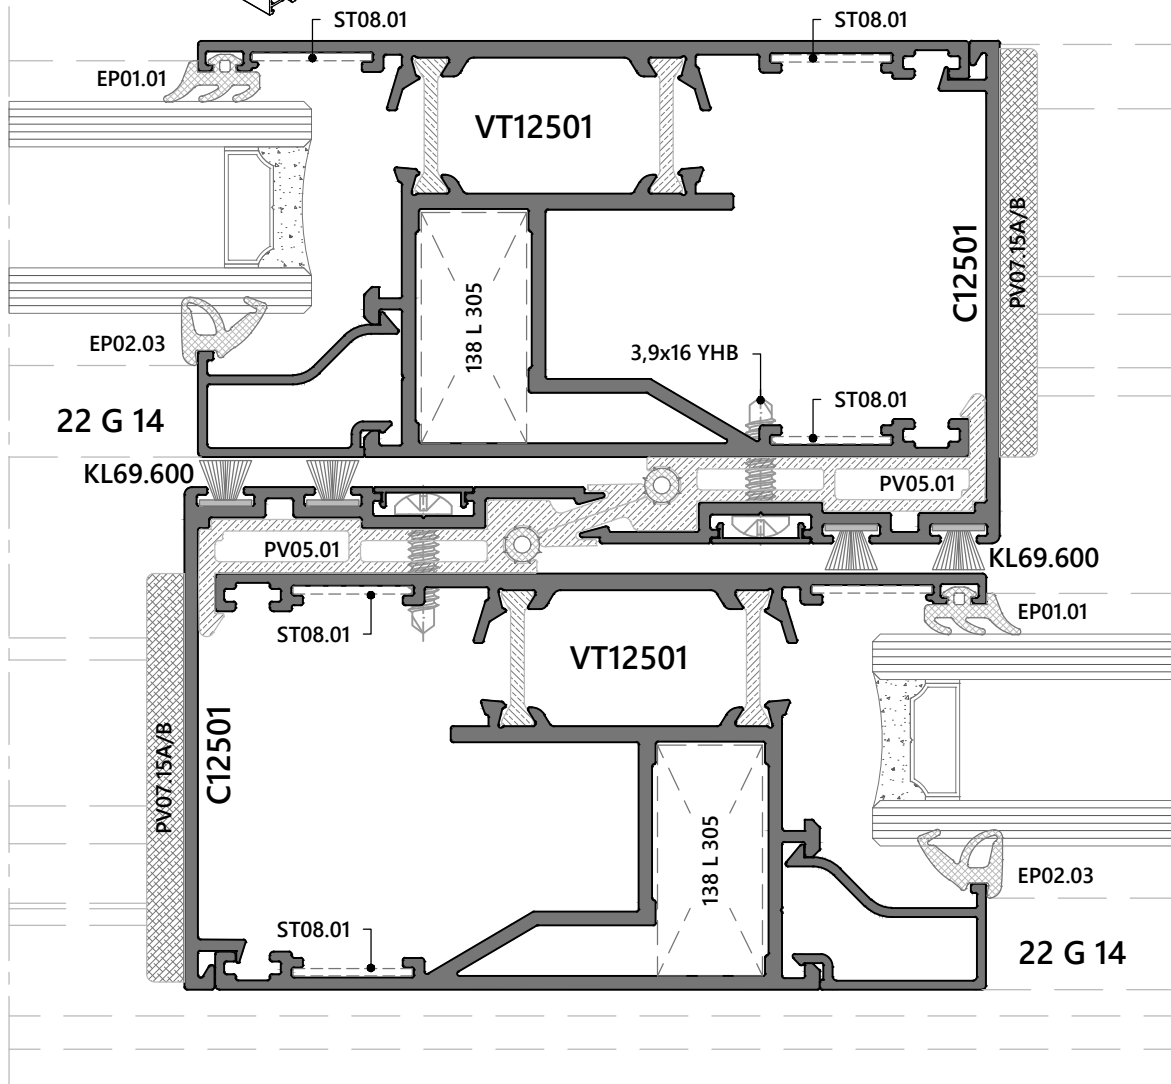 ST08.01
ST08.01
EP01.01
VT12501
PV07.15A/B
C12501
138 L 305
EP02.03
3,9x16 YHB
ST08.01
22 G 14
KL69.600
PV05.01
PV05.01
KL69.600
ST08.01
EP01.01
VT12501
C12501
PV07.15A/B
138 L 305
EP02.03
ST08.01
22 G 14